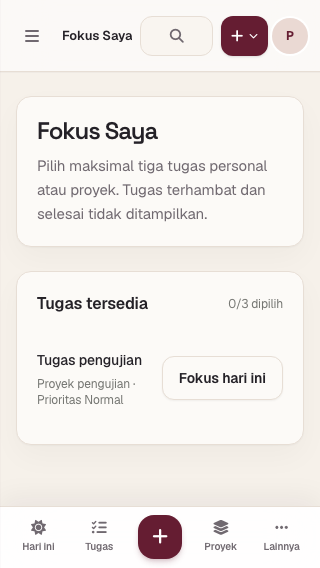 Fokus Saya
P
Fokus Saya
Pilih maksimal tiga tugas personal
atau proyek. Tugas terhambat dan
selesai tidak ditampilkan.
Tugas tersedia
0/3 dipilih
Tugas pengujian
Proyek pengujian ·
Prioritas Normal
Fokus hari ini
Hari ini
Tugas
Proyek
Lainnya